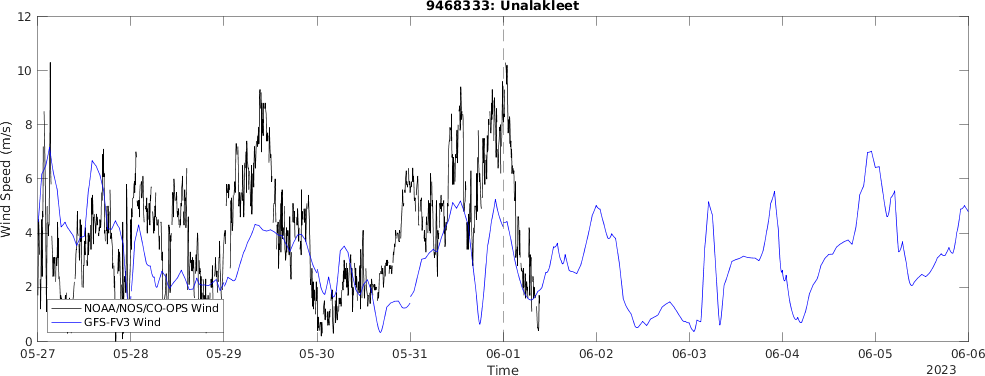 9468333: Unalakleet
12
10
8
6
4
2
0
Wind Speed (m/s)
NOAA/NOS/CO-OPS Wind
GFS-FV3 Wind
05-27 05-28 05-29 05-30 05-31 06-01 06-02 06-03 06-04 06-05 06-06
Time
2023